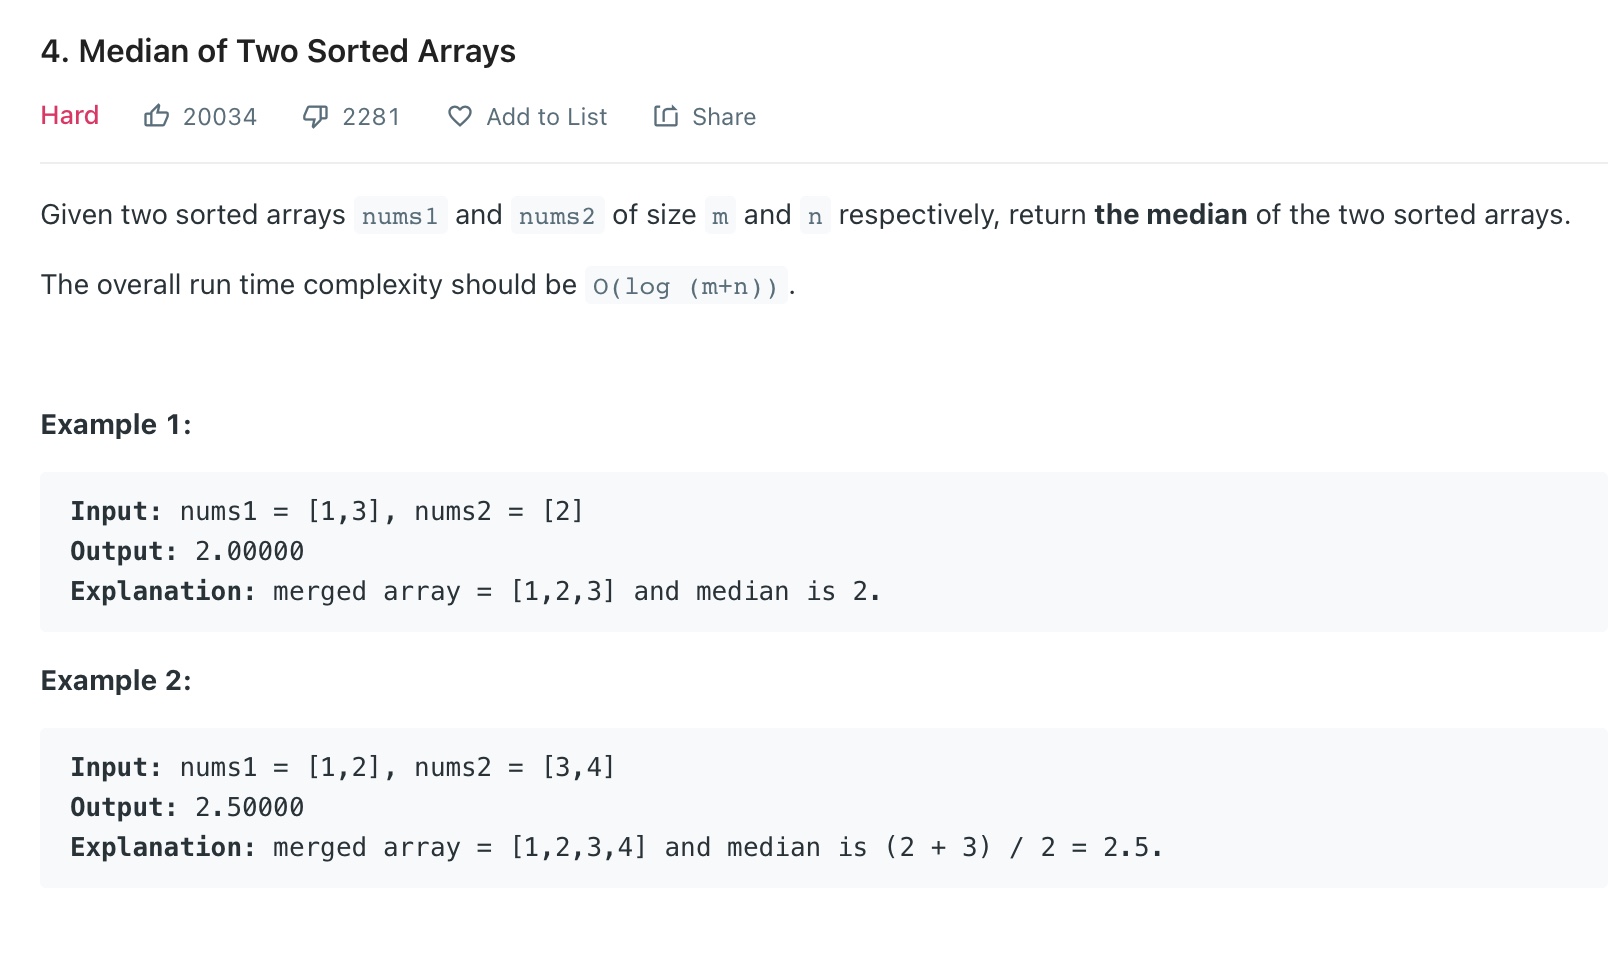 4. Median of Two Sorted Arrays
Hard 20034 2281 Add to List Share
Given two sorted arrays nums1 and nums2 of size m and n respectively, return the median of the two sorted arrays.
The overall run time complexity should be O(log (m+n)).
Example 1:
Input: nums1 = [1,3], nums2 = [2]
Output: 2.00000
Explanation: merged array = [1,2,3] and median is 2.
Example 2:
Input: nums1 = [1,2], nums2 = [3,4]
Output: 2.50000
Explanation: merged array = [1,2,3,4] and median is (2 + 3) / 2 = 2.5.